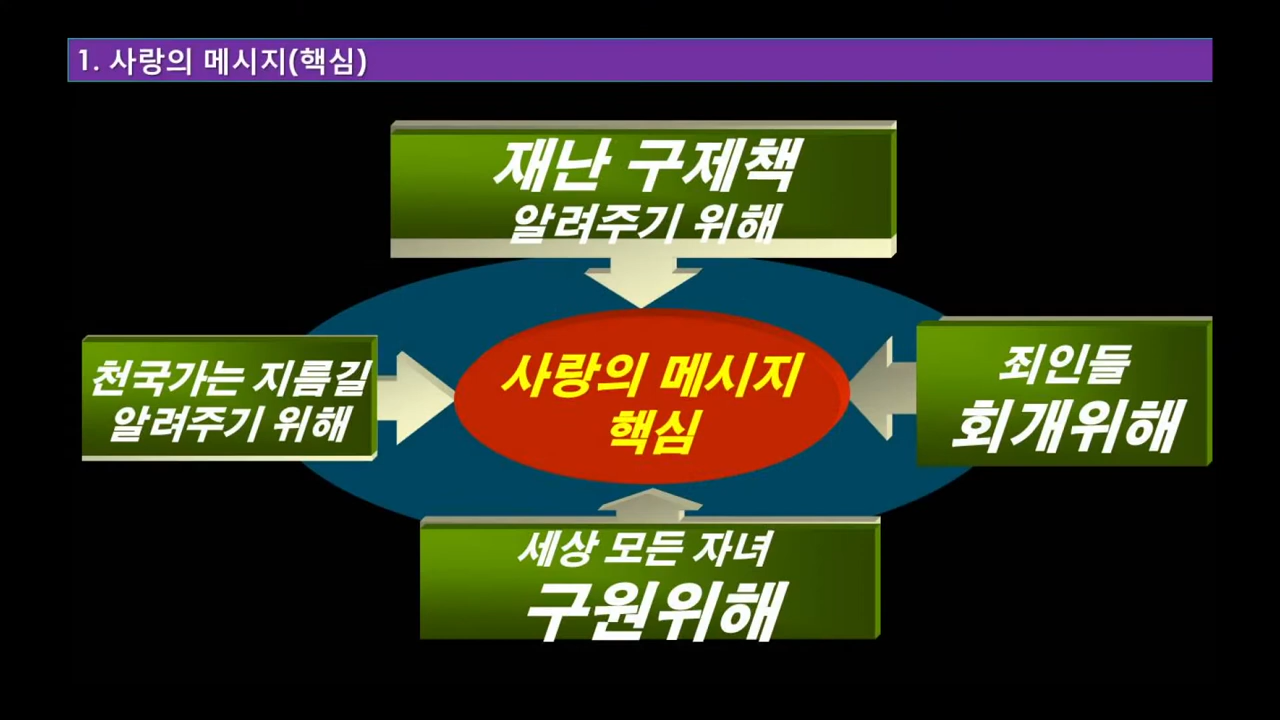 1. 사랑의 메시지(핵심)
재난 구제책
알려주기 위해
천국가는 지름길
알려주기 위해
사랑의 메시지
핵심
죄인들
회개위해
세상 모든 자녀
구원위해